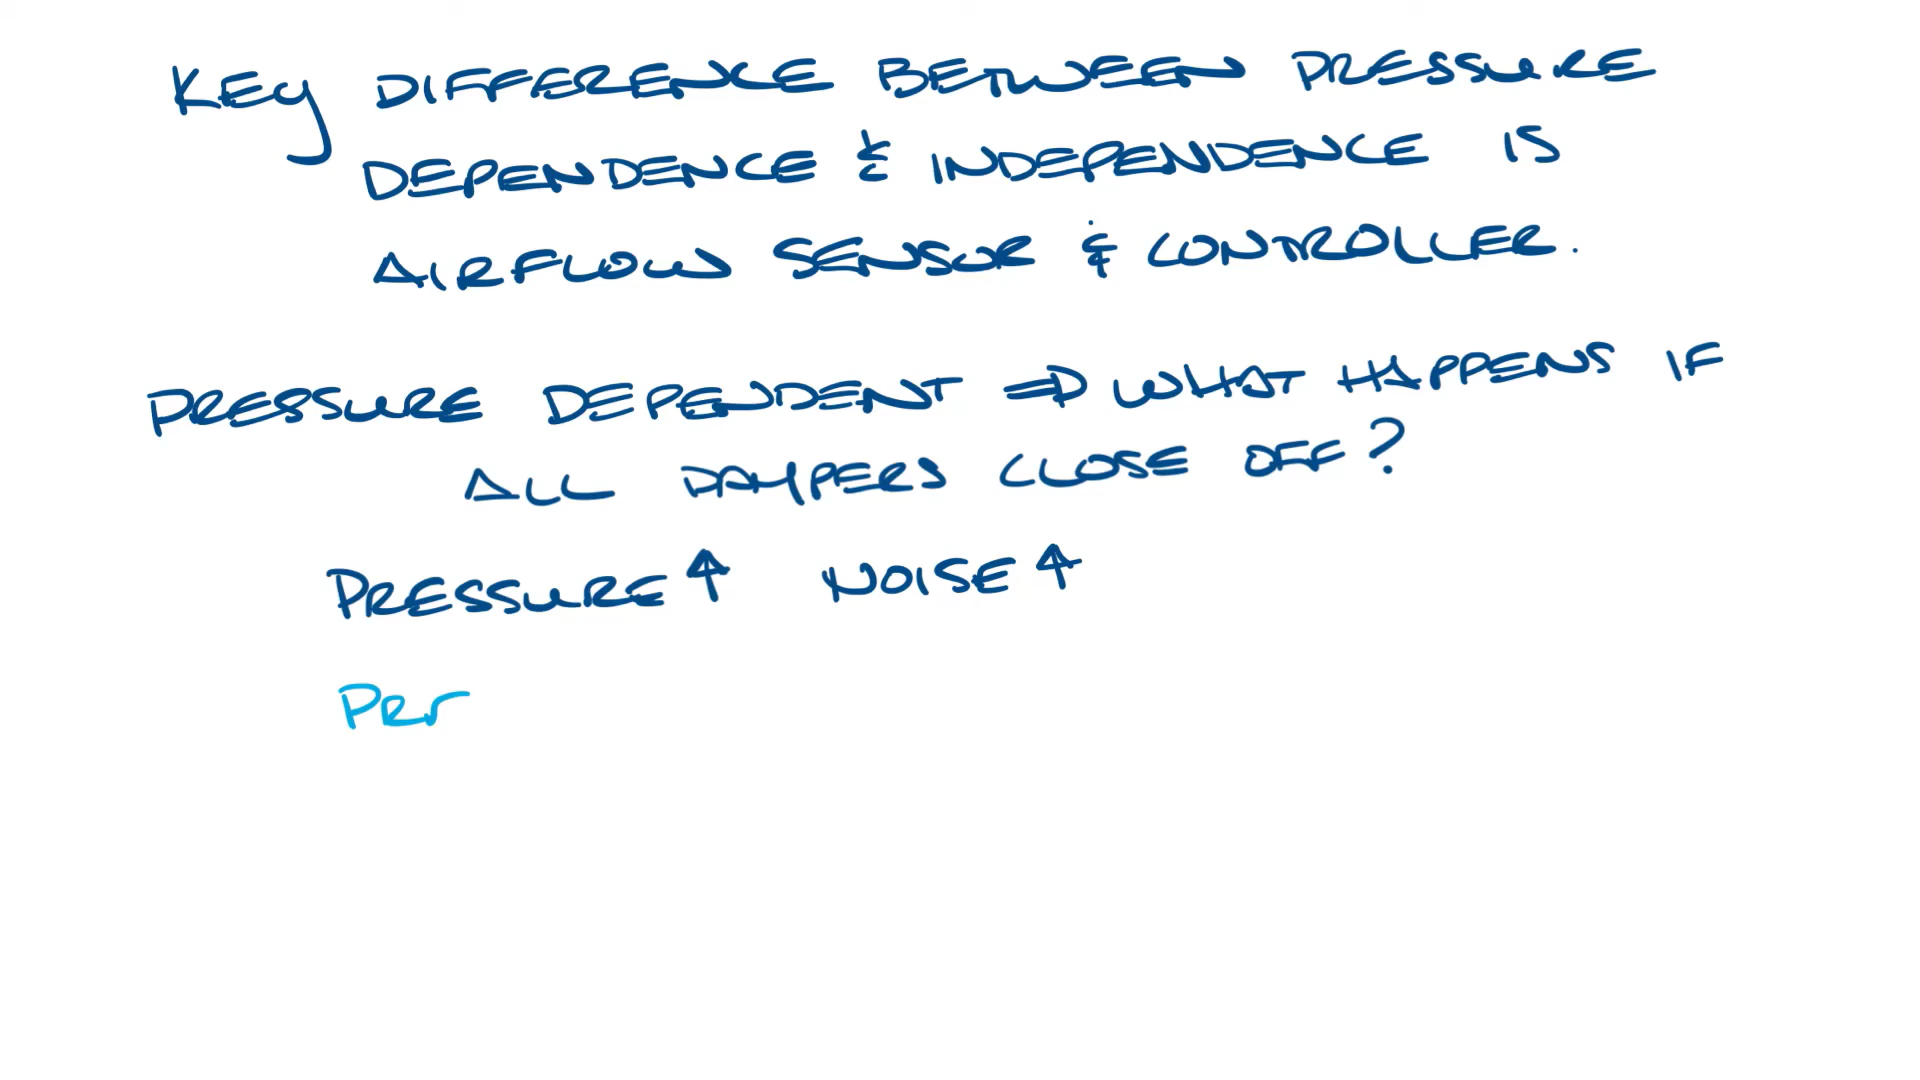 KEY DIFFERENCE BETWEEN PRESSURE
DEPENDENCE & INDEPENDENCE IS
AIRFLOW SENSOR & CONTROLLER.
PRESSURE DEPENDENT ⇒ WHAT HAPPENS IF
ALL DAMPERS CLOSE OFF?
PRESSURE↑ NOISE↑
PRr